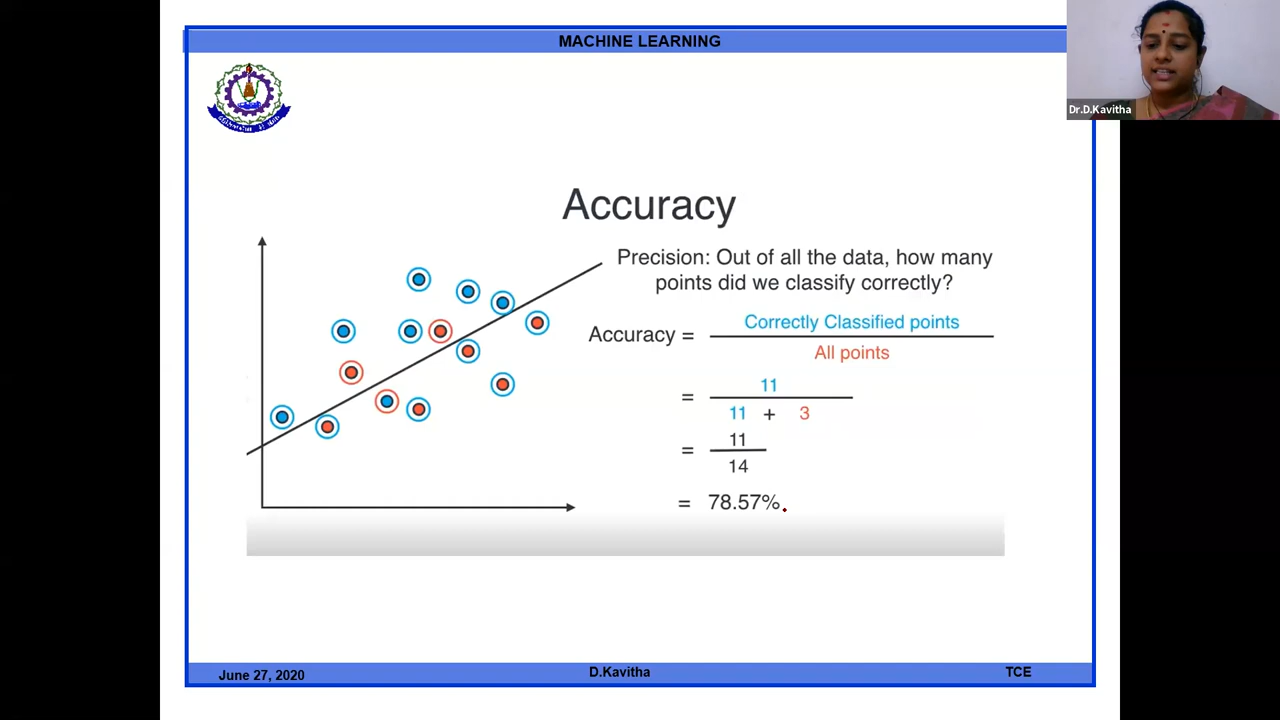 MACHINE LEARNING
Dr.D.Kavitha
Accuracy
Precision: Out of all the data, how many
points did we classify correctly?
Accuracy = Correctly Classified points
All points
= 11
11 + 3
= 11
14
= 78.57%
June 27, 2020
D.Kavitha
TCE